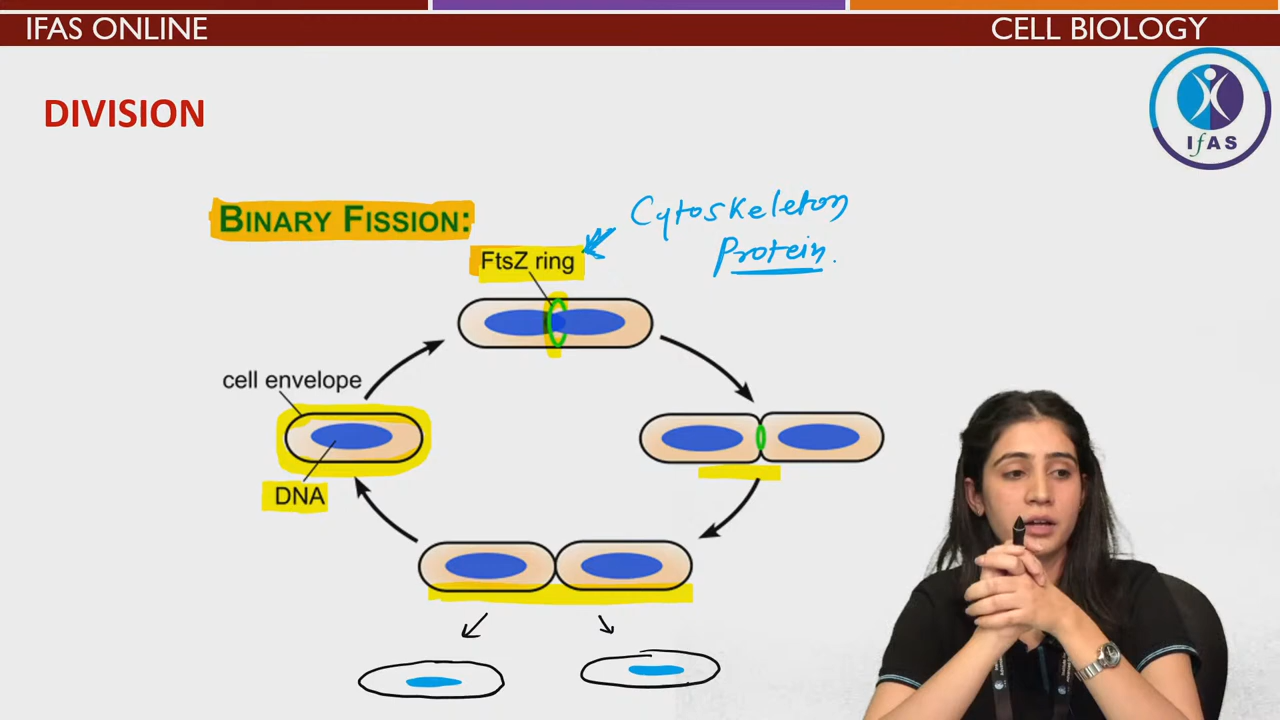 IFAS ONLINE
CELL BIOLOGY
IfAS
DIVISION
BINARY FISSION:
Cytoskeleton
Protein.
FtsZ ring
cell envelope
DNA